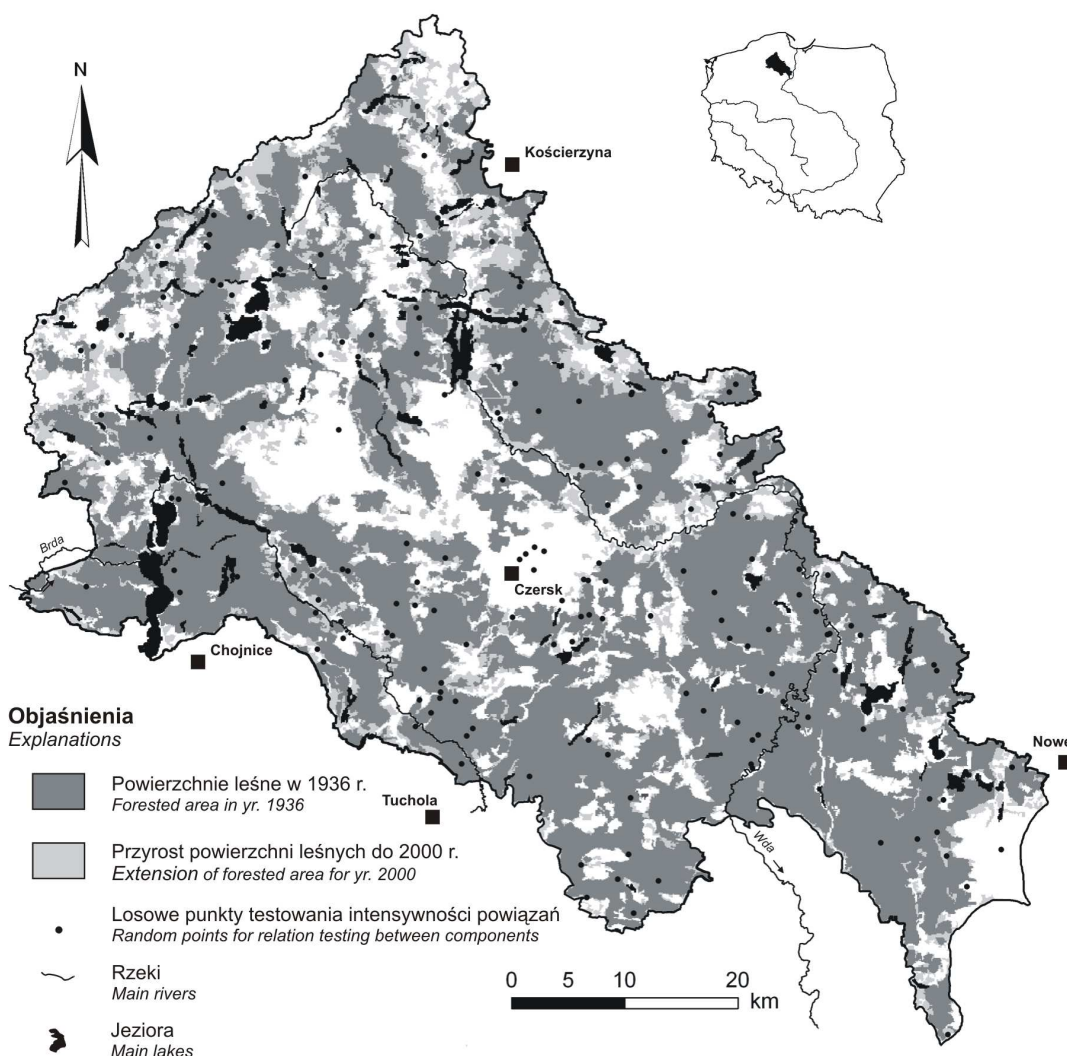 N
Kościerzyna
Brda
Czersk
Chojnice
Objaśnienia
Explanations
Nowe
Powierzchnie leśne w 1936 r.
Forested area in yr. 1936
Tuchola
Przyrost powierzchni leśnych do 2000 r.
Extension of forested area for yr. 2000
Wda
Losowe punkty testowania intensywności powiązań
Random points for relation testing between components
Rzeki
Main rivers
0 5 10 20
km
Jeziora
Main lakes